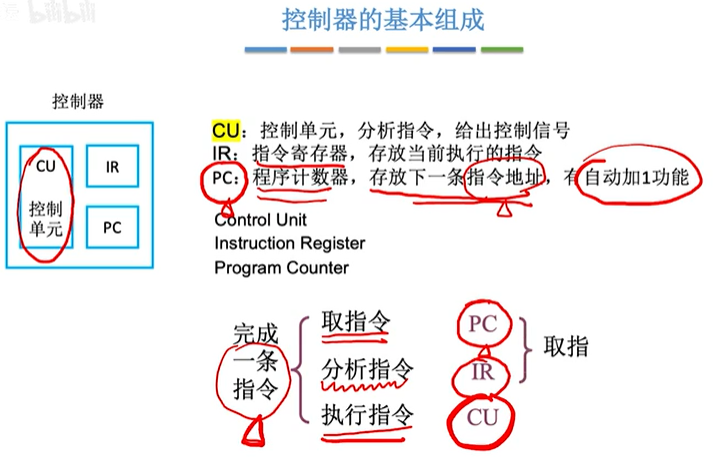 bilibili
控制器的基本组成
控制器
CU
控制
单元
IR
PC
CU：控制单元，分析指令，给出控制信号
IR：指令寄存器，存放当前执行的指令
PC：程序计数器，存放下一条指令地址，有自动加1功能
Control Unit
Instruction Register
Program Counter
完成
一条
指令
取指令
分析指令
执行指令
PC
IR
CU
取指